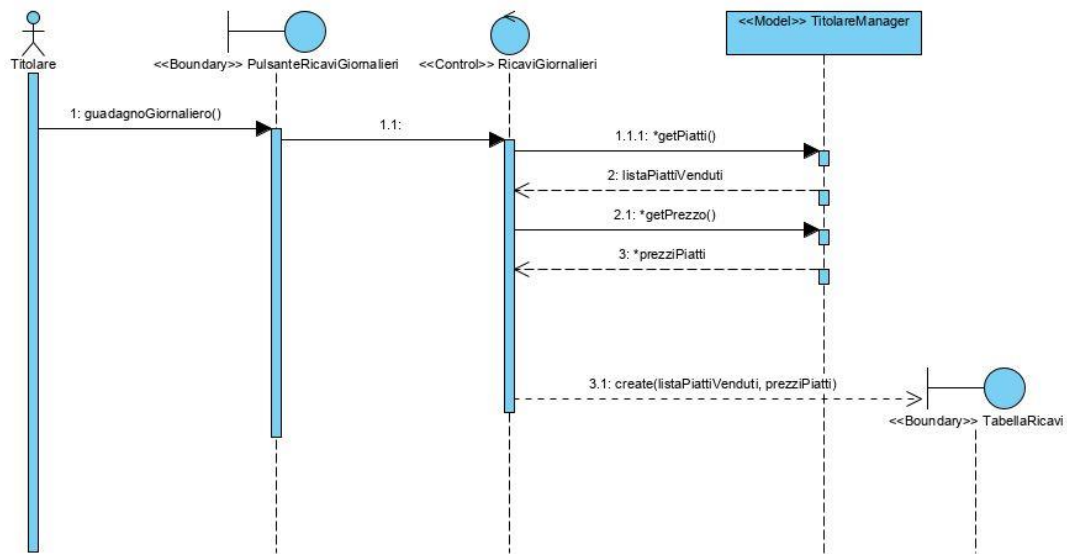 <<Model>> TitolareManager
Titolare
<<Boundary>> PulsanteRicaviGiornalieri
<<Control>> RicaviGiornalieri
1: guadagnoGiornaliero()
1.1:
1.1.1: *getPiatti()
2: listaPiattiVenduti
2.1: *getPrezzo()
3: *prezziPiatti
3.1: create(listaPiattiVenduti, prezziPiatti)
<<Boundary>> TabellaRicavi